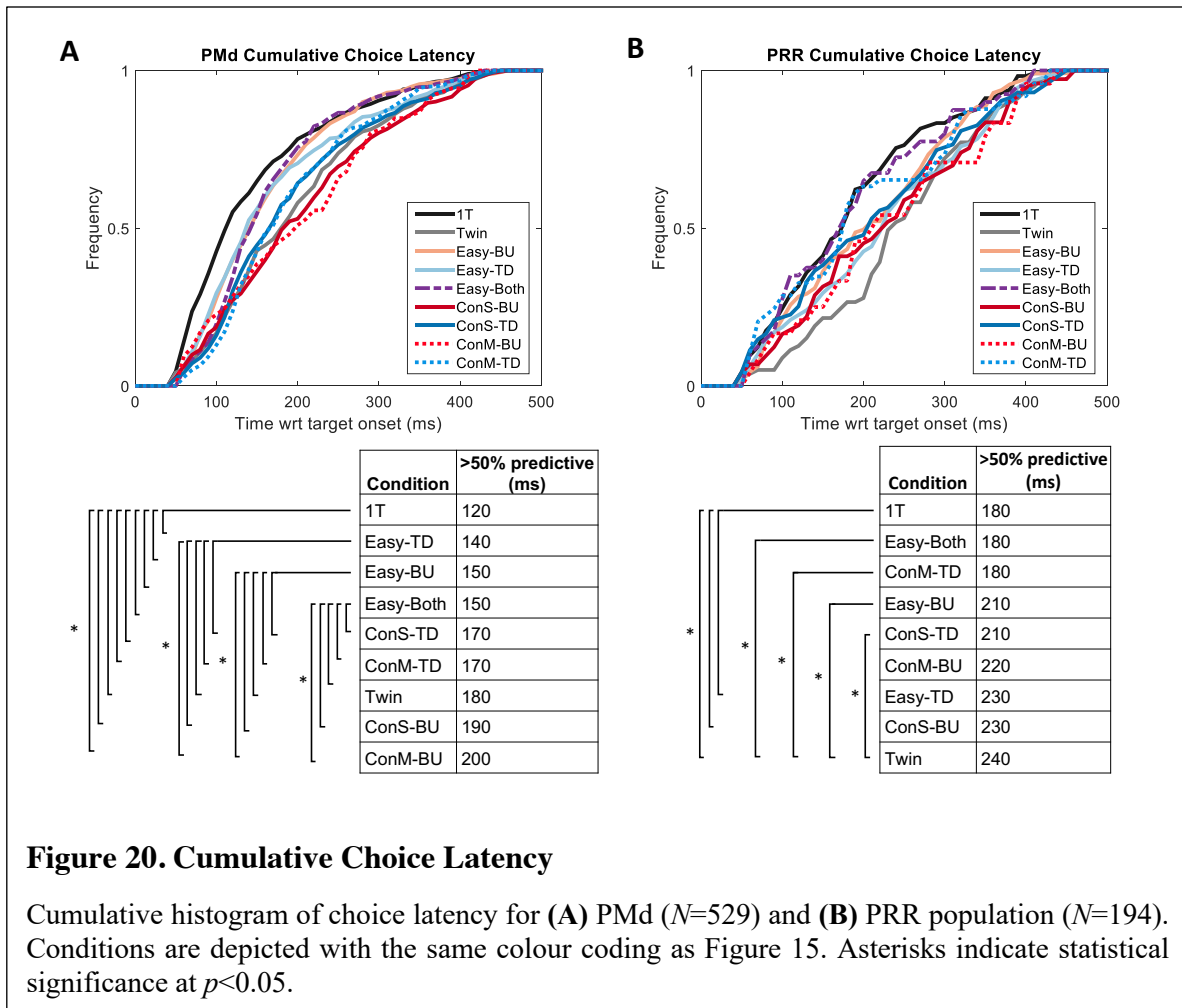 A
PMd Cumulative Choice Latency
1
0.5
0
Frequency
0 100 200 300 400 500
Time wrt target onset (ms)
1T
Twin
Easy-BU
Easy-TD
Easy-Both
ConS-BU
ConS-TD
ConM-BU
ConM-TD
B
PRR Cumulative Choice Latency
1
0.5
0
Frequency
0 100 200 300 400 500
Time wrt target onset (ms)
1T
Twin
Easy-BU
Easy-TD
Easy-Both
ConS-BU
ConS-TD
ConM-BU
ConM-TD
Condition >50% predictive (ms)
1T 120
Easy-TD 140
Easy-BU 150
Easy-Both 150
ConS-TD 170
ConM-TD 170
Twin 180
ConS-BU 190
ConM-BU 200
* * * *
Condition >50% predictive (ms)
1T 180
Easy-Both 180
ConM-TD 180
Easy-BU 210
ConS-TD 210
ConM-BU 220
Easy-TD 230
ConS-BU 230
Twin 240
* * * * *
Figure 20. Cumulative Choice Latency
Cumulative histogram of choice latency for (A) PMd (N=529) and (B) PRR population (N=194).
Conditions are depicted with the same colour coding as Figure 15. Asterisks indicate statistical
significance at p<0.05.